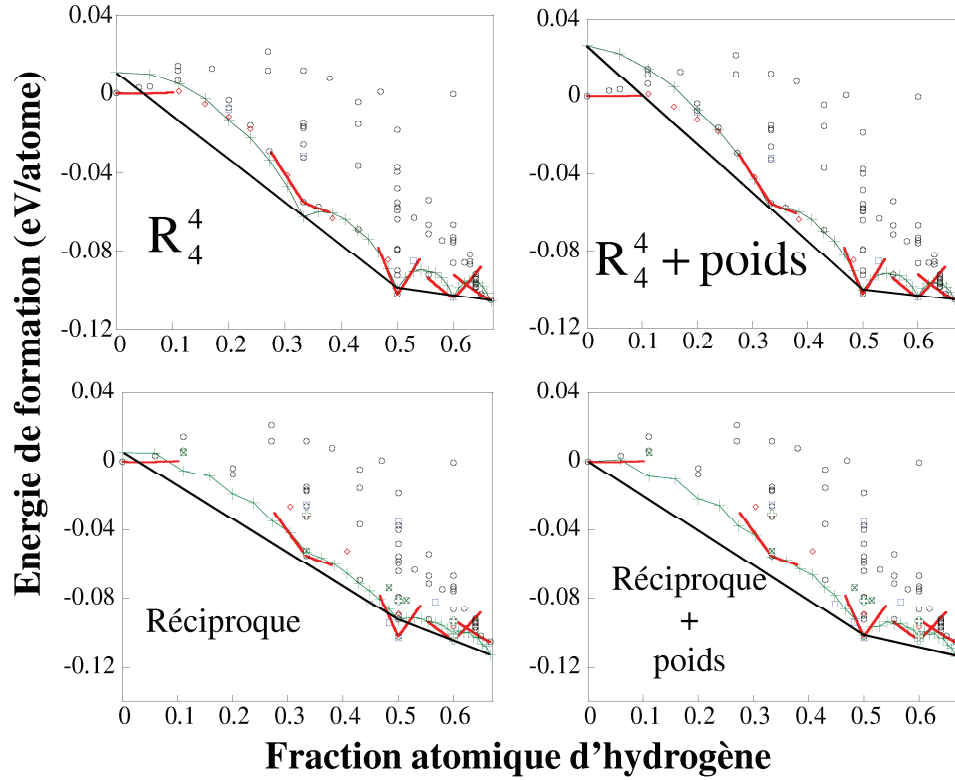 Energie de formation (eV/atome)
0.04
0
-0.04
-0.08
-0.12
0 0.1 0.2 0.3 0.4 0.5 0.6
R 4 4
0.04
0
-0.04
-0.08
-0.12
0 0.1 0.2 0.3 0.4 0.5 0.6
R 4 4 + poids
0.04
0
-0.04
-0.08
-0.12
0 0.1 0.2 0.3 0.4 0.5 0.6
Réciproque
0.04
0
-0.04
-0.08
-0.12
0 0.1 0.2 0.3 0.4 0.5 0.6
Réciproque
+
poids
Fraction atomique d’hydrogène